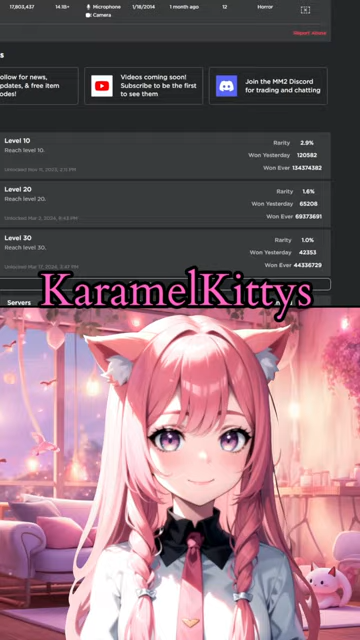 17,803,437 14.1B+ Microphone 1/18/2014 1 month ago 12 Horror
Camera
Report Abuse
s
ollow for news,
pdates, & free item
odes!
Videos coming soon!
Subscribe to be the first
to see them
Join the MM2 Discord
for trading and chatting
Level 10
Reach level 10.
Rarity 2.9%
Won Yesterday 120582
Won Ever 134374382
Level 20
Reach level 20.
Rarity 1.6%
Won Yesterday 65208
Won Ever 69373691
Level 30
Reach level 30.
Rarity 1.0%
Won Yesterday 42353
Won Ever 44336729
KaramelKittys
Servers